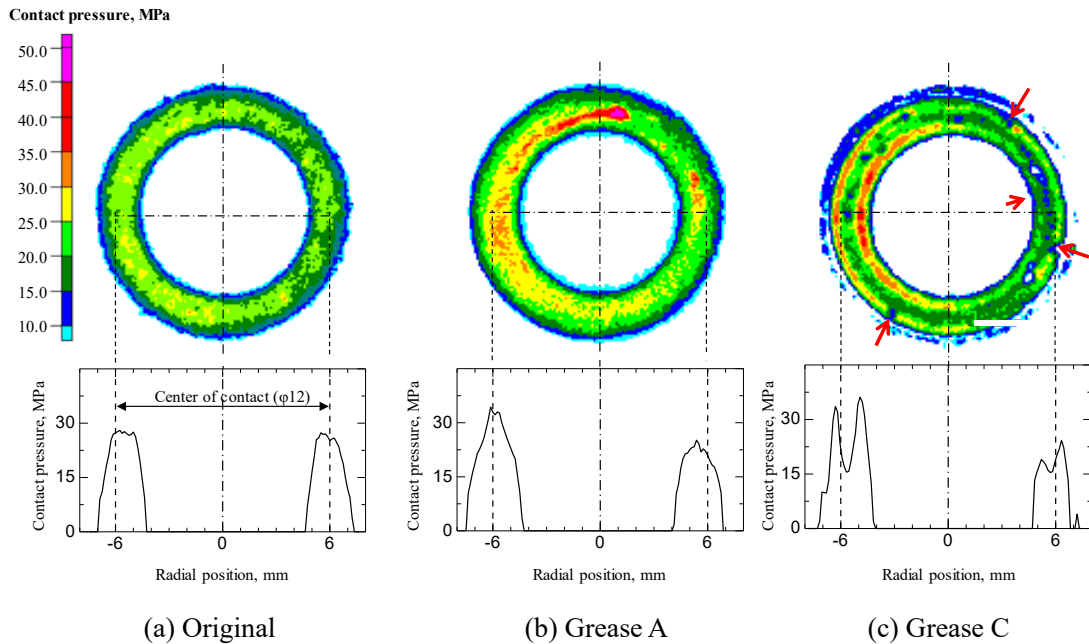 Contact pressure, MPa
50.0
45.0
40.0
35.0
30.0
25.0
20.0
15.0
10.0
Contact pressure, MPa
30
15
0
Center of contact (φ12)
-6
0
6
Radial position, mm
(a) Original
Contact pressure, MPa
30
15
0
-6
0
6
Radial position, mm
(b) Grease A
Contact pressure, MPa
30
15
0
-6
0
6
Radial position, mm
(c) Grease C